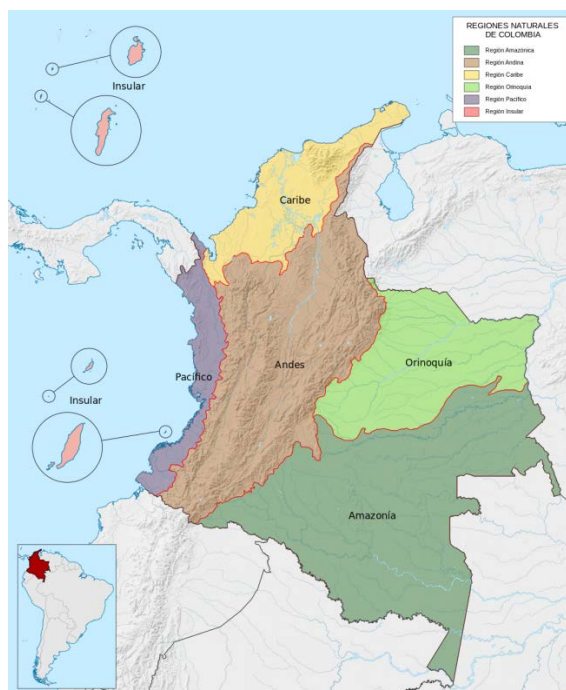 REGIONES NATURALES
DE COLOMBIA
Región Amazónica
Región Andina
Región Caribe
Región Orinoquía
Región Pacífico
Región Insular
Insular
Caribe
Pacífico
Andes
Orinoquía
Insular
Amazonía